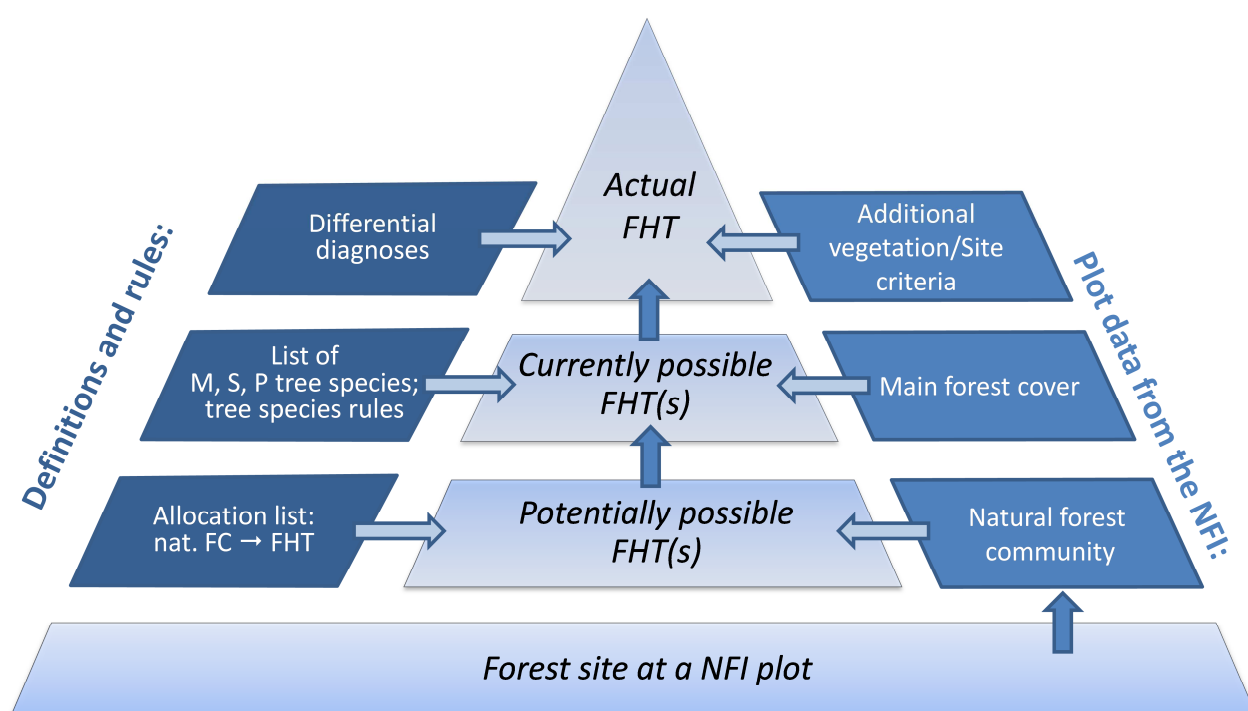 Definitions and rules:
Plot data from the NFI:
Actual
FHT
Differential
diagnoses
Additional
vegetation/Site
criteria
List of
M, S, P tree species;
tree species rules
Currently possible
FHT(s)
Main forest cover
Allocation list:
nat. FC → FHT
Potentially possible
FHT(s)
Natural forest
community
Forest site at a NFI plot